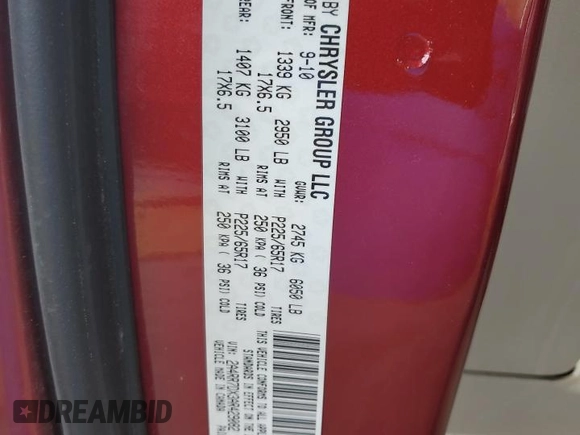 BY CHRYSLER GROUP LLC
OF MFR: 9-10 GVWR: 2745 KG 6050 LB
FRONT: 1339 KG 2950 LB WITH P225/65R17 TIRES
17X6.5 RIMS AT 250 KPA ( 36 PSI) COLD
REAR: 1407 KG 3100 LB WITH P225/65R17 TIRES
17X6.5 RIMS AT 250 KPA ( 36 PSI) COLD
THIS VEHICLE CONFORMS TO ALL APPL
STANDARDS IN EFFECT ON THE
VIN:
VEHICLE MADE IN CANADA
EPIC VIN